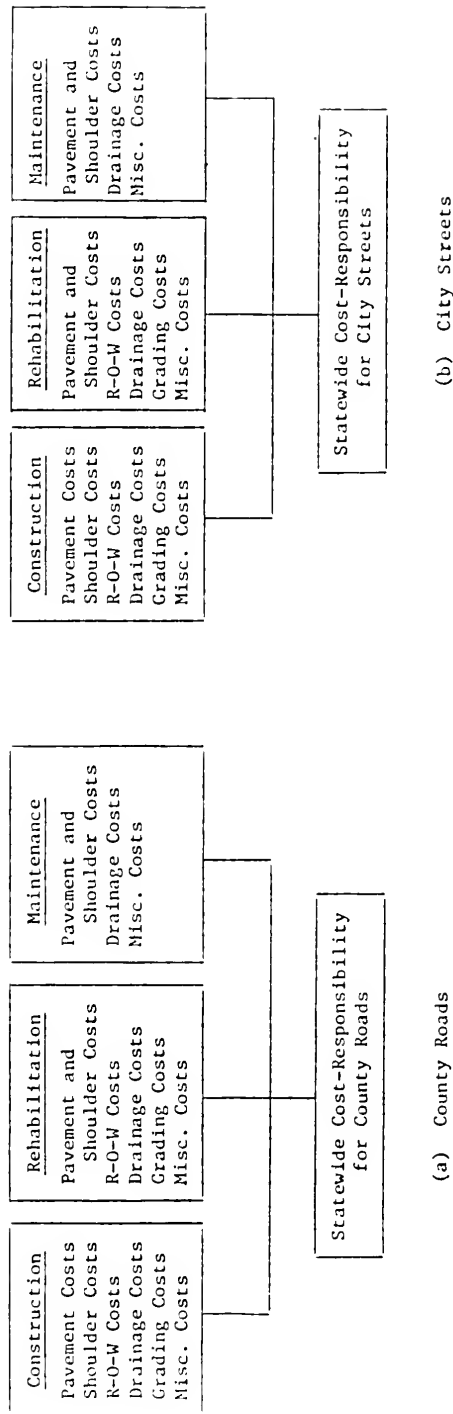 Construction
Pavement Costs
Shoulder Costs
R-O-W Costs
Drainage Costs
Grading Costs
Misc. Costs
Rehabilitation
Pavement and
Shoulder Costs
R-O-W Costs
Drainage Costs
Grading Costs
Misc. Costs
Maintenance
Pavement and
Shoulder Costs
Drainage Costs
Misc. Costs
Statewide Cost-Responsibility
for County Roads
(a) County Roads
Construction
Pavement Costs
Shoulder Costs
R-O-W Costs
Drainage Costs
Grading Costs
Misc. Costs
Rehabilitation
Pavement and
Shoulder Costs
R-O-W Costs
Drainage Costs
Grading Costs
Misc. Costs
Maintenance
Pavement and
Shoulder Costs
Drainage Costs
Misc. Costs
Statewide Cost-Responsibility
for City Streets
(b) City Streets